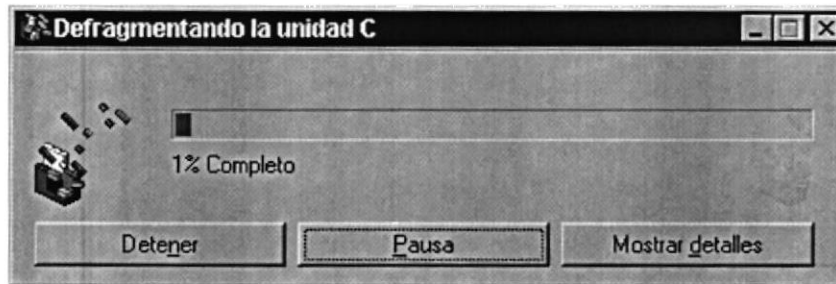 Defragmentando la unidad C
1% Completo
Detener
Pausa
Mostrar detalles